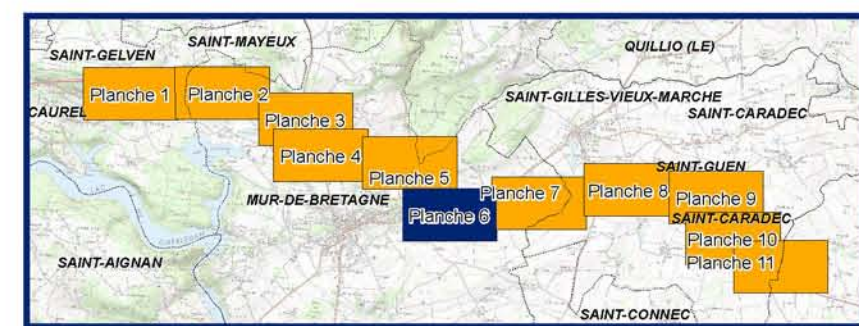 SAINT-MAYEUX
QUILLIO (LE)
SAINT-GELVEN
Planche 1
Planche 2
SAINT-GILLES-VIEUX-MARCHE
CAUREL
SAINT-CARADEC
Planche 3
Planche 4
SAINT-GUEN
Planche 5
Planche 7
Planche 8
Planche 9
MUR-DE-BRETAGNE
Planche 6
SAINT-CARADEC
Planche 10
SAINT-AIGNAN
Planche 11
SAINT-CONNEC